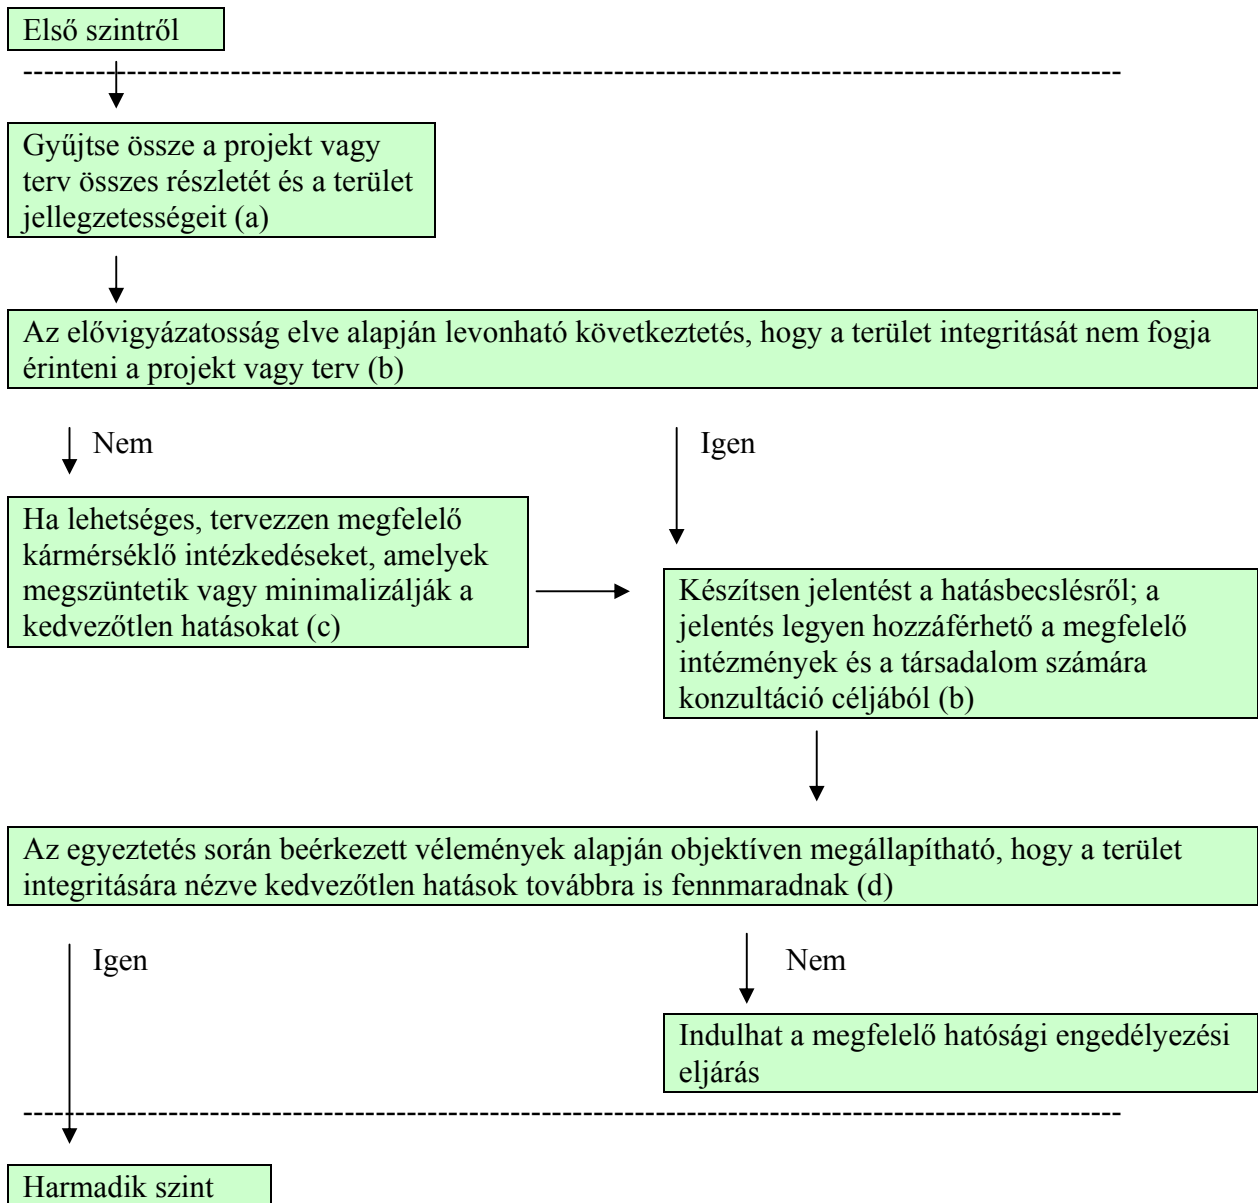 Első szintről
Gyűjtse össze a projekt vagy
terv összes részletét és a terület
jellegzetességeit (a)
Az elővigyázatosság elve alapján levonható következtetés, hogy a terület integritását nem fogja
érinteni a projekt vagy terv (b)
Nem
Igen
Ha lehetséges, tervezzen megfelelő
kármérséklő intézkedéseket, amelyek
megszüntetik vagy minimalizálják a
kedvezőtlen hatásokat (c)
Készítsen jelentést a hatásbecslésről; a
jelentés legyen hozzáférhető a megfelelő
intézmények és a társadalom számára
konzultáció céljából (b)
Az egyeztetés során beérkezett vélemények alapján objektíven megállapítható, hogy a terület
integritására nézve kedvezőtlen hatások továbbra is fennmaradnak (d)
Igen
Nem
Indulhat a megfelelő hatósági engedélyezési
eljárás
Harmadik szint